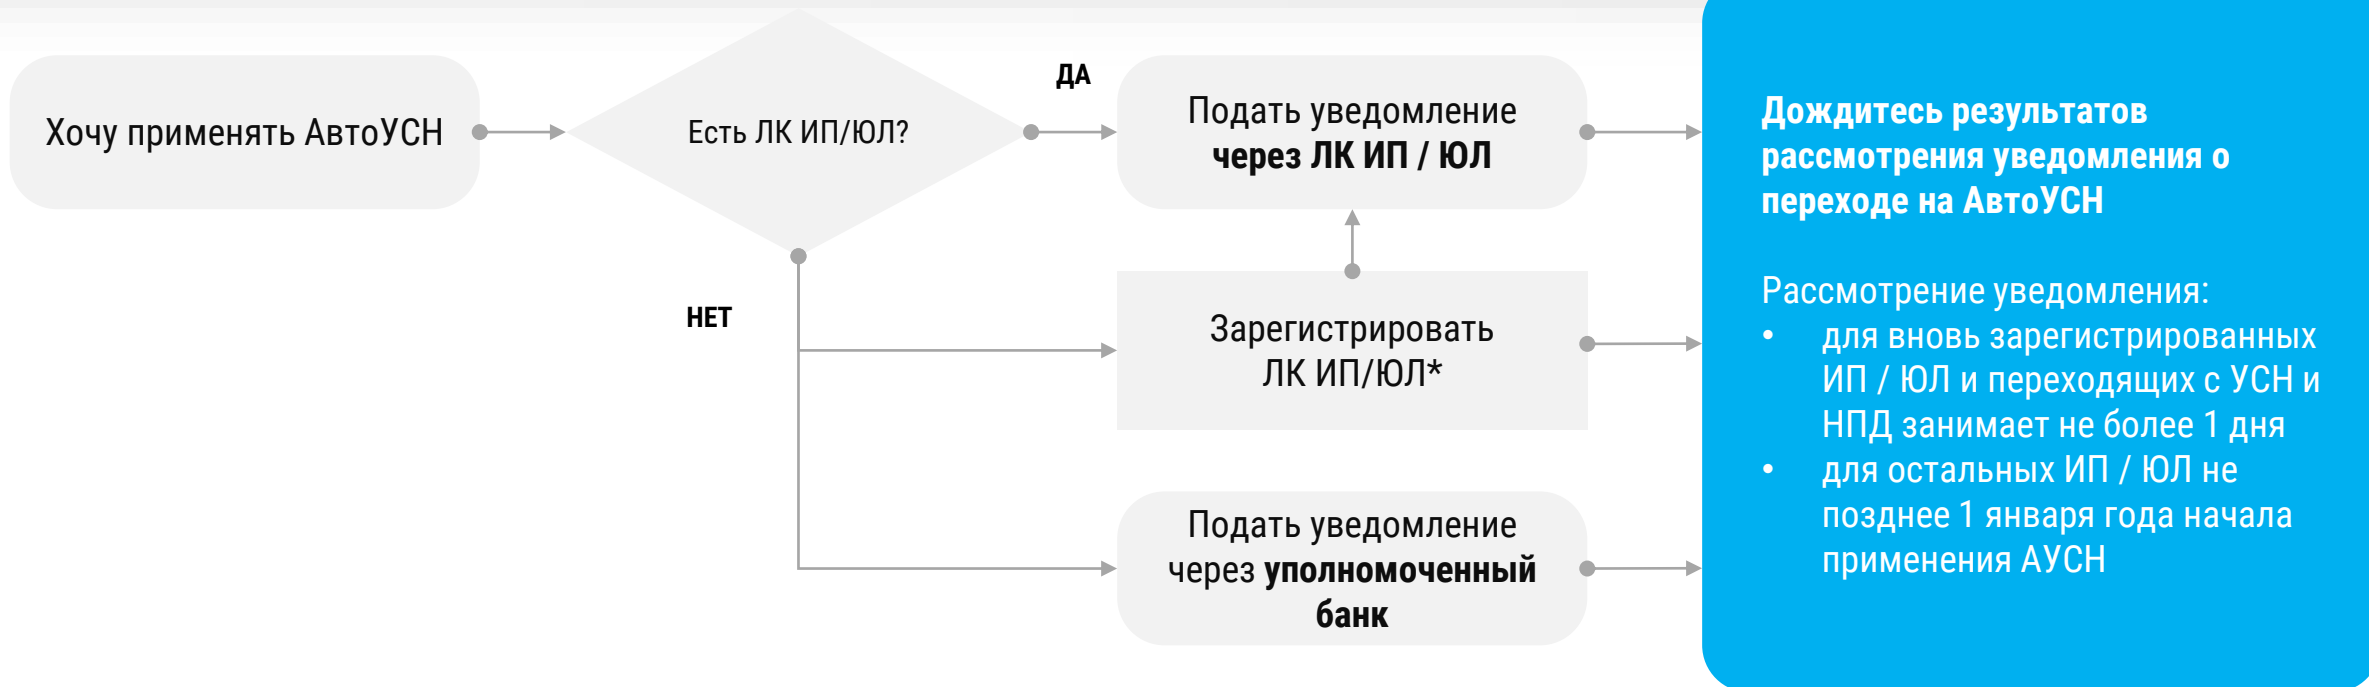 Хочу применять АвтоУСН
Есть ЛК ИП/ЮЛ?
ДА
Подать уведомление
через ЛК ИП / ЮЛ
НЕТ
Зарегистрировать
ЛК ИП/ЮЛ*
Подать уведомление
через уполномоченный
банк
Дождитесь результатов
рассмотрения уведомления о
переходе на АвтоУСН
Рассмотрение уведомления:
• для вновь зарегистрированных
ИП / ЮЛ и переходящих с УСН и
НПД занимает не более 1 дня
• для остальных ИП / ЮЛ не
позднее 1 января года начала
применения АУСН